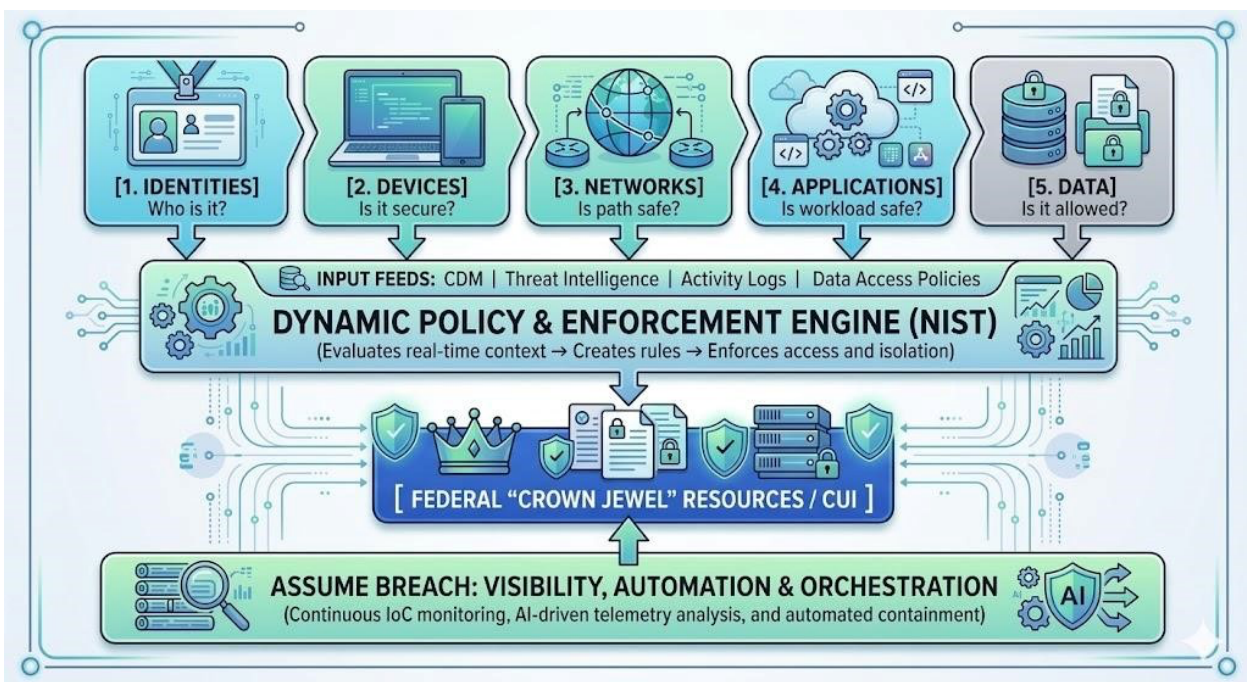 [1. IDENTITIES]
Who is it?
[2. DEVICES]
Is it secure?
[3. NETWORKS]
Is path safe?
</>
</>
[4. APPLICATIONS]
Is workload safe?
[5. DATA]
Is it allowed?
INPUT FEEDS: CDM | Threat Intelligence | Activity Logs | Data Access Policies
DYNAMIC POLICY & ENFORCEMENT ENGINE (NIST)
(Evaluates real-time context → Creates rules → Enforces access and isolation)
[ FEDERAL “CROWN JEWEL” RESOURCES / CUI ]
ASSUME BREACH: VISIBILITY, AUTOMATION & ORCHESTRATION
(Continuous IoC monitoring, AI-driven telemetry analysis, and automated containment)
AI
AI